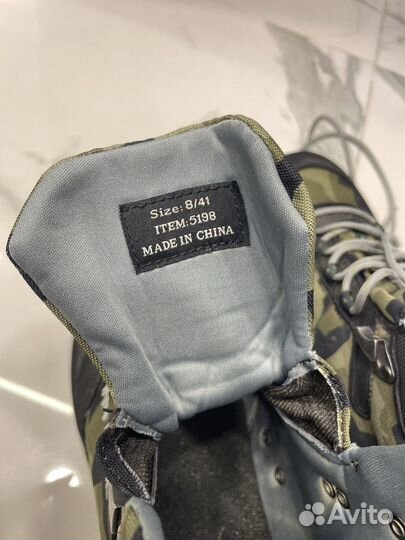 Size: 8/41
ITEM:5198
MADE IN CHINA
Avito